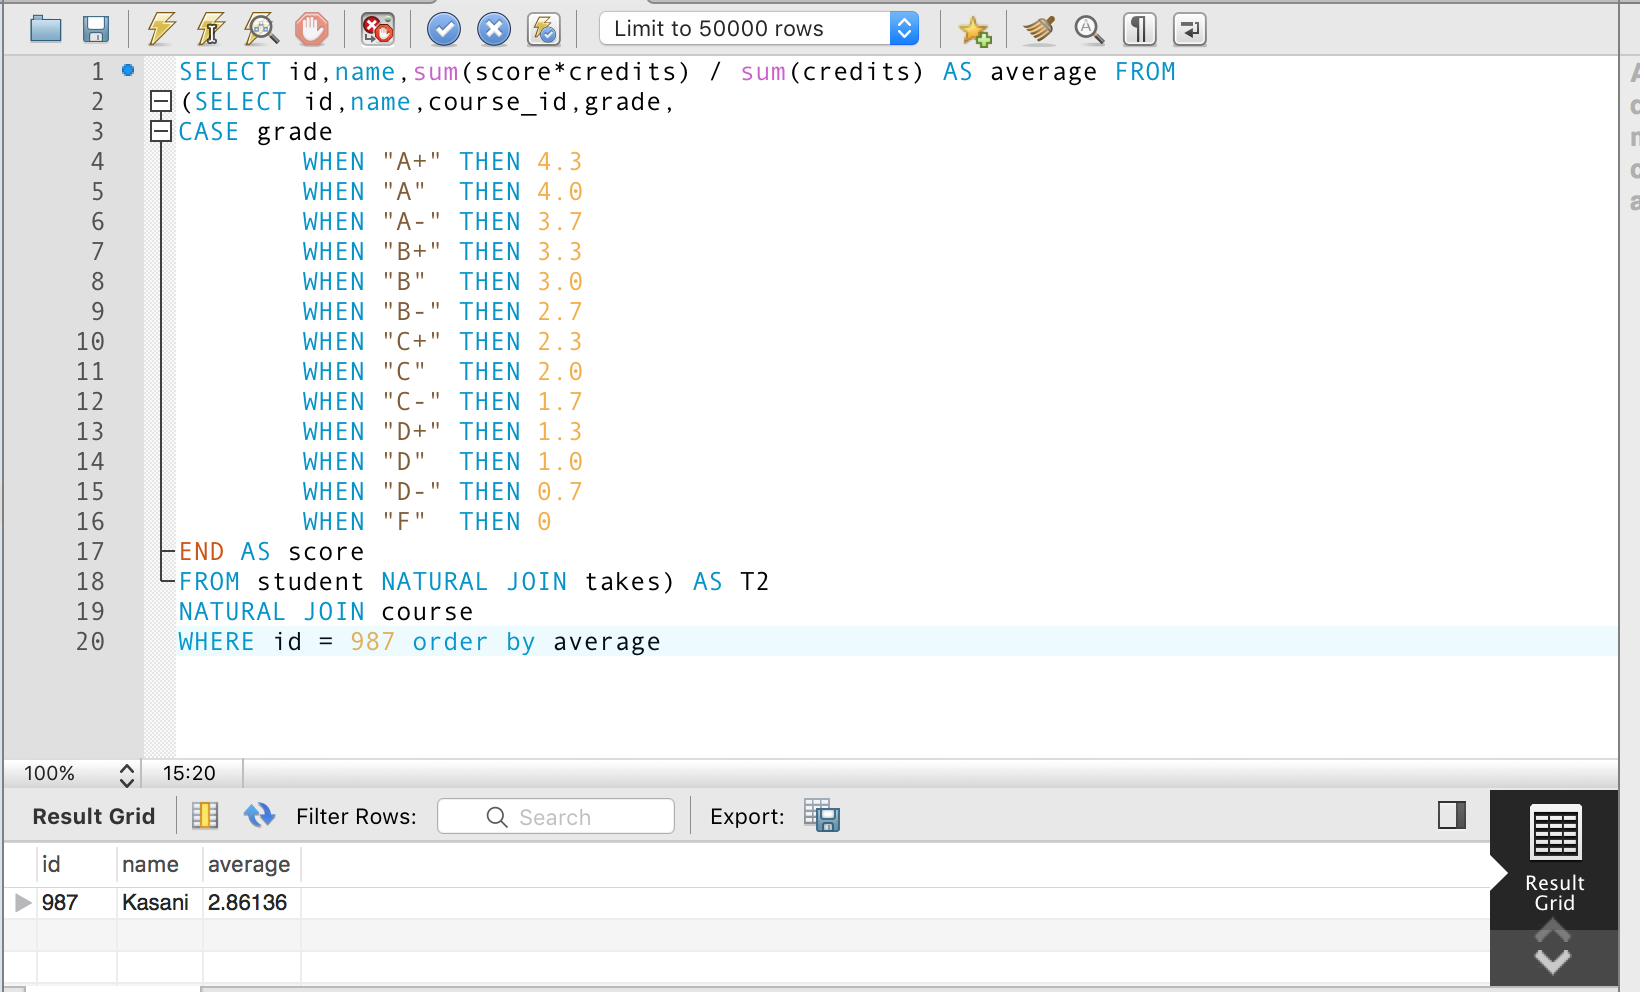 Limit to 50000 rows
1 SELECT id,name,sum(score*credits) / sum(credits) AS average FROM
2 (SELECT id,name,course_id,grade,
3 CASE grade
4 WHEN "A+" THEN 4.3
5 WHEN "A" THEN 4.0
6 WHEN "A-" THEN 3.7
7 WHEN "B+" THEN 3.3
8 WHEN "B" THEN 3.0
9 WHEN "B-" THEN 2.7
10 WHEN "C+" THEN 2.3
11 WHEN "C" THEN 2.0
12 WHEN "C-" THEN 1.7
13 WHEN "D+" THEN 1.3
14 WHEN "D" THEN 1.0
15 WHEN "D-" THEN 0.7
16 WHEN "F" THEN 0
17 END AS score
18 FROM student NATURAL JOIN takes) AS T2
19 NATURAL JOIN course
20 WHERE id = 987 order by average
100% 15:20
Result Grid Filter Rows: Search Export:
id name average
987 Kasani 2.86136
Result
Grid